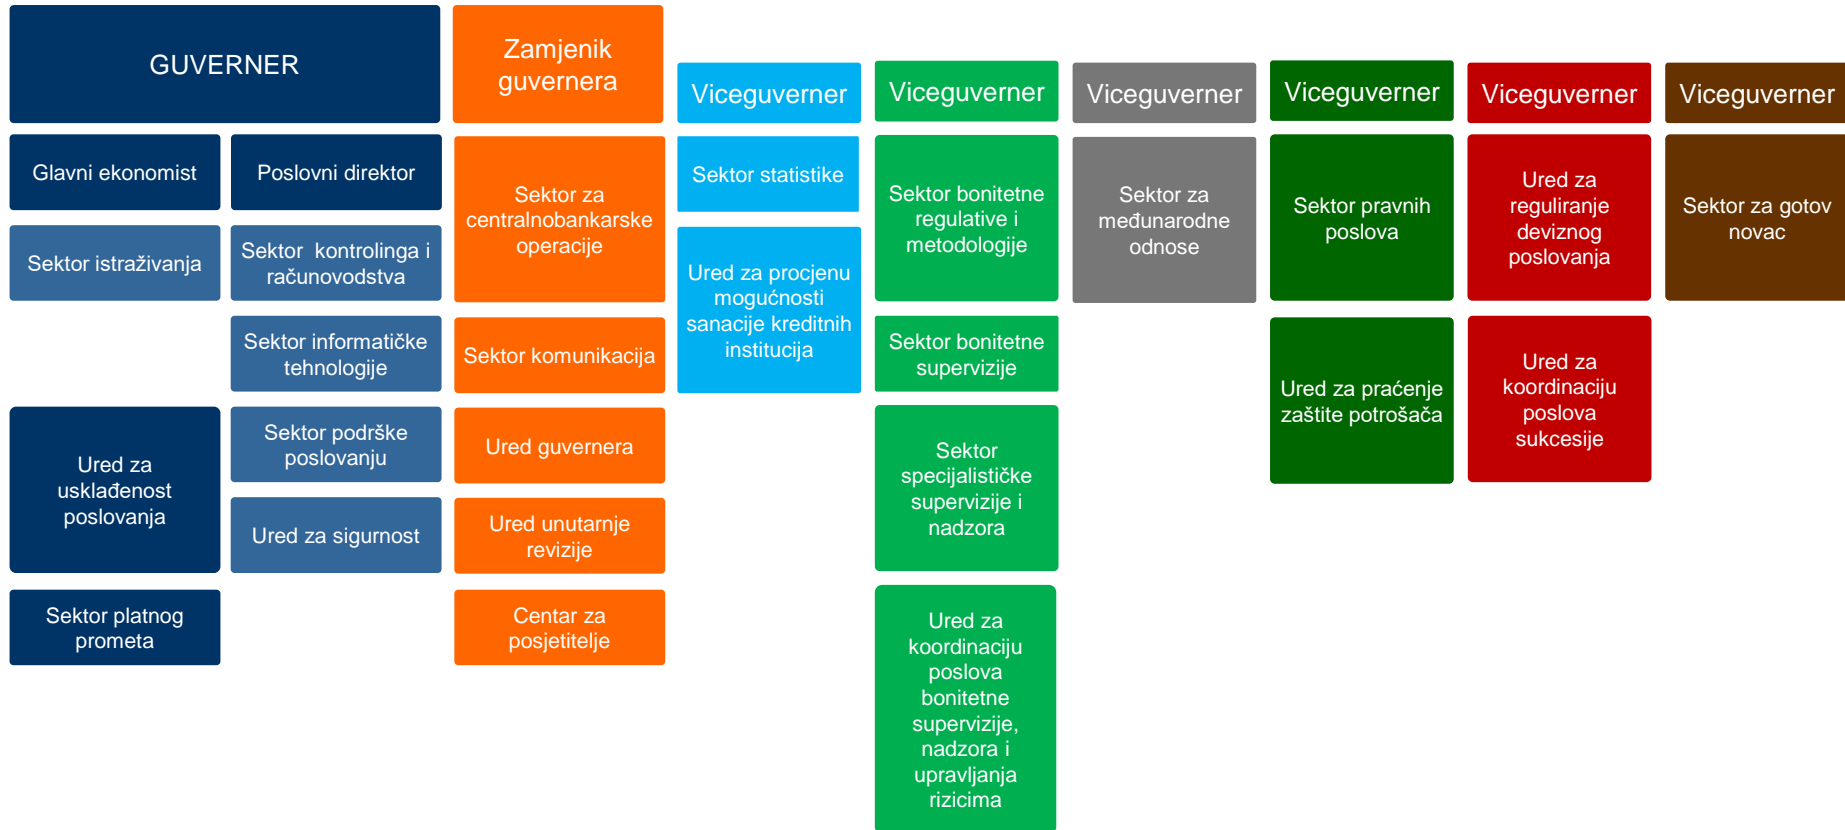 GUVERNER
Glavni ekonomist
Sektor istraživanja
Ured za
usklađenost
poslovanja
Sektor platnog
prometa
Poslovni direktor
Sektor  kontrolinga i
računovodstva
Sektor informatičke
tehnologije
Sektor podrške
poslovanju
Ured za sigurnost
Zamjenik
guvernera
Sektor za
centralnobankarske
operacije
Sektor komunikacija
Ured guvernera
Ured unutarnje
revizije
Centar za
posjetitelje
Viceguverner
Sektor statistike
Ured za procjenu
mogućnosti
sanacije kreditnih
institucija
Viceguverner
Sektor bonitetne
regulative i
metodologije
Sektor bonitetne
supervizije
Sektor
specijalističke
supervizije i
nadzora
Ured za
koordinaciju
poslova
bonitetne
supervizije,
nadzora i
upravljanja
rizicima
Viceguverner
Sektor za
međunarodne
odnose
Viceguverner
Sektor pravnih
poslova
Ured za praćenje
zaštite potrošača
Viceguverner
Ured za
reguliranje
deviznog
poslovanja
Ured za
koordinaciju
poslova
sukcesije
Viceguverner
Sektor za gotov
novac